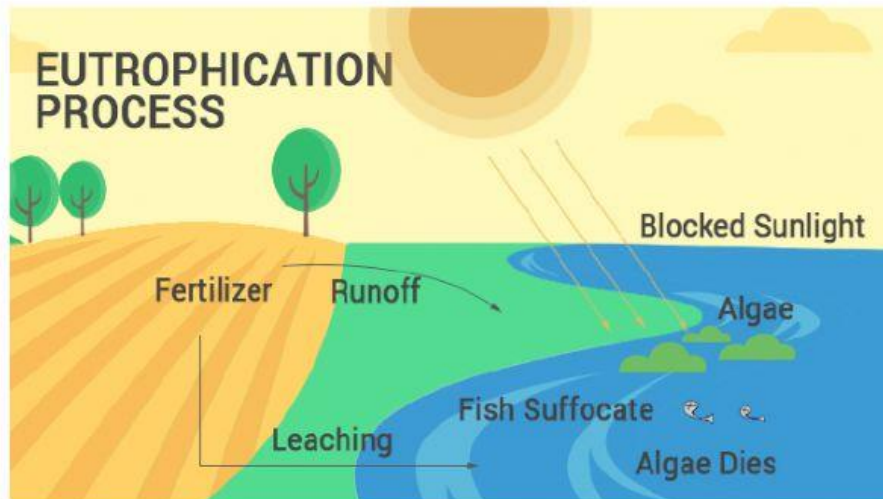 EUTROPHICATION
PROCESS
Blocked Sunlight
Fertilizer
Runoff
Algae
Fish Suffocate
Leaching
Algae Dies